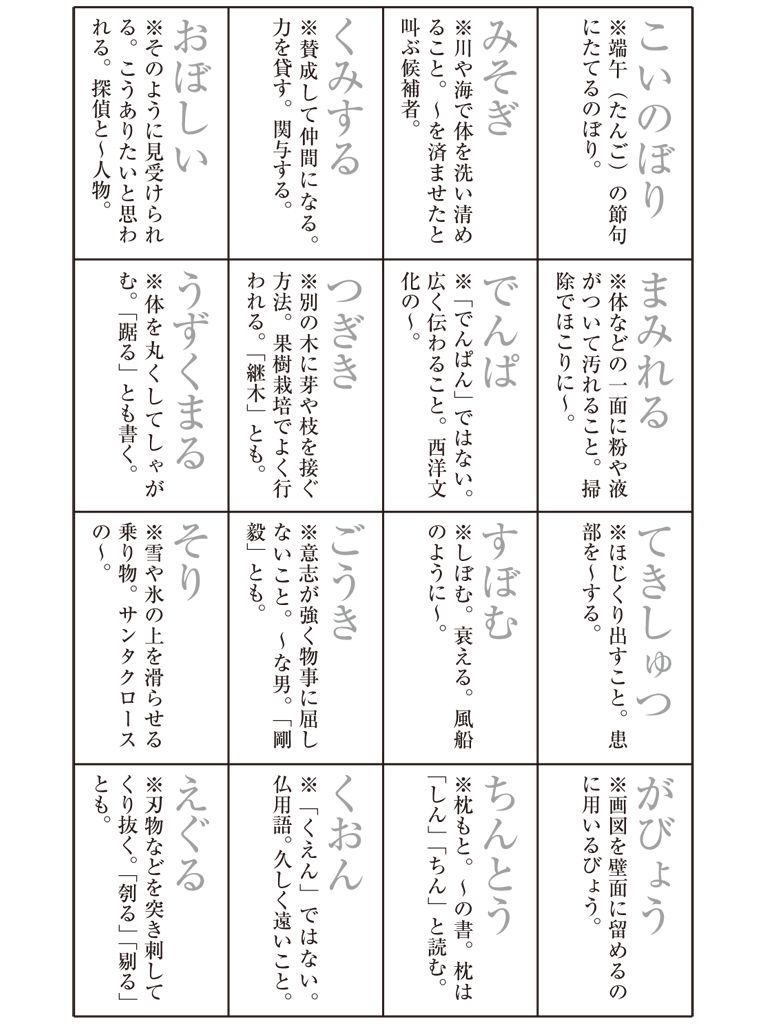 こいのぼり
※端午（たんご）の節句
にたてるのぼり。
みそぎ
※川や海で体を洗い清め
ること。～を済ませたと
叫ぶ候補者。
くみする
※賛成して仲間になる。
力を貸す。関与する。
おぼしい
※そのように見受けられ
る。こうありたいと思わ
れる。探偵と～人物。
まみれる
※体などの一面に粉や液
がついて汚れること。掃
除でほこりに～。
でんぱ
※「でんぱん」ではない。
広く伝わること。西洋文
化の～。
つぎき
※別の木に芽や枝を接ぐ
方法。果樹栽培でよく行
われる。「継木」とも。
うずくまる
※体を丸くしてしゃが
む。「踞る」とも書く。
てきしゅつ
※ほじくり出すこと。患
部を～する。
すぼむ
※しぼむ。衰える。風船
のように～。
ごうき
※意志が強く物事に屈し
ないこと。～な男。「剛
毅」とも。
そり
※雪や氷の上を滑らせる
乗り物。サンタクロース
の～。
がびょう
※画図を壁面に留めるの
に用いるびょう。
ちんとう
※枕もと。～の書。枕は
「しん」「ちん」と読む。
くおん
※「くえん」ではない。
仏用語。久しく遠いこと。
えぐる
※刃物などを突き刺して
くり抜く。「刳る」「剔る」
とも。